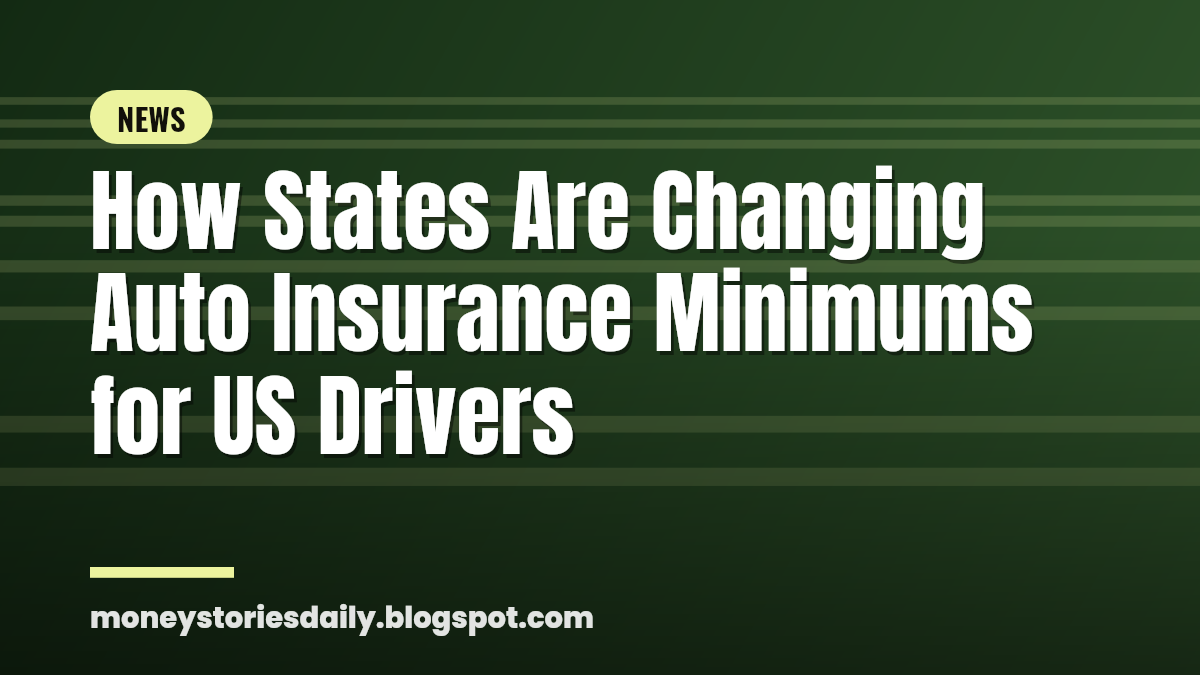 NEWS
How States Are Changing
Auto Insurance Minimums
for US Drivers
moneystoriesdaily.blogspot.com